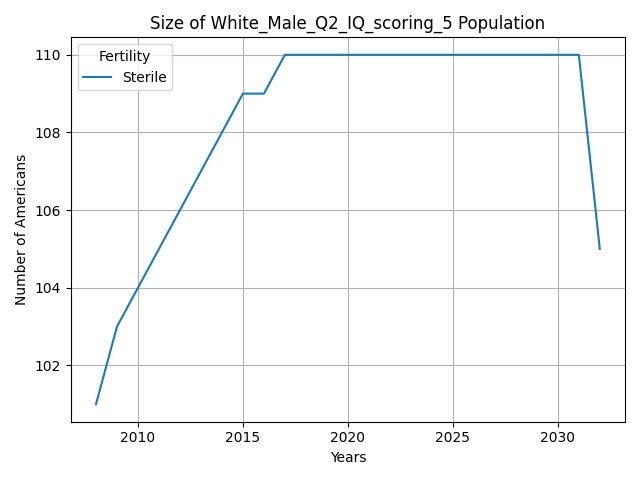 Size of White_Male_Q2_IQ_scoring_5 Population
Fertility
Sterile
Number of Americans
110
108
106
104
102
2010 2015 2020 2025 2030
Years